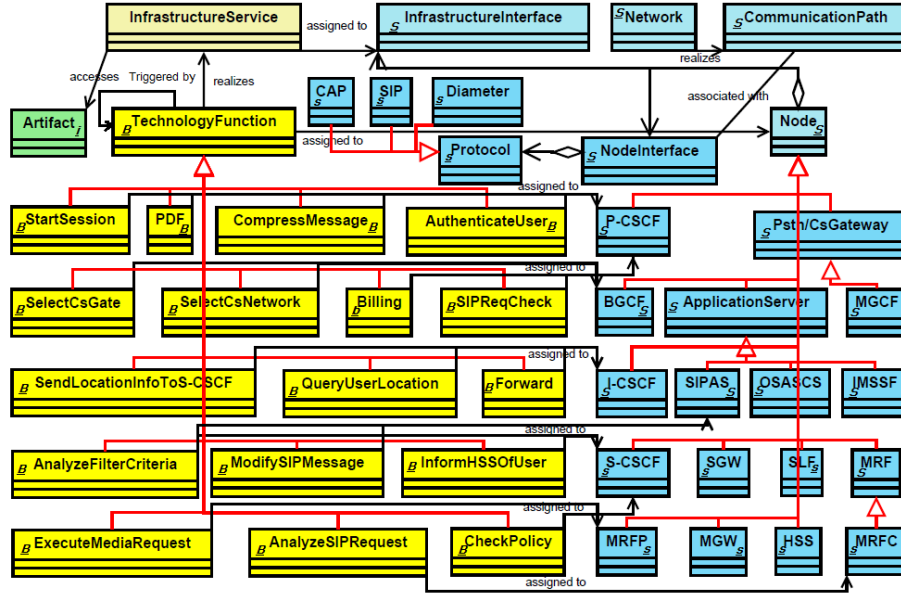 InfrastructureService
assigned to
InfrastructureInterface
S
Network
S
CommunicationPath
S
realizes
accesses
Triggered by
realizes
CAP
S
SIP
S
Diameter
S
associated with
Artifact
i
TechnologyFunction
B
assigned to
Protocol
S
NodeInterface
S
Node
S
assigned to
StartSession
B
PDF
B
CompressMessage
B
AuthenticateUser
B
P-CSCF
S
Pstn/CsGateway
S
assigned to
SelectCsGate
B
SelectCsNetwork
B
Billing
b
SIPReqCheck
B
BGCF
S
ApplicationServer
S
MGCF
S
assigned to
SendLocationInfoToS-CSCF
B
QueryUserLocation
B
Forward
B
I-CSCF
S
SIPAS
S
OSASCS
S
IMSSF
S
assigned to
AnalyzeFilterCriteria
B
ModifySIPMessage
B
InformHSSOfUser
B
S-CSCF
S
SGW
S
SLF
S
MRF
S
assigned to
ExecuteMediaRequest
B
AnalyzeSIPRequest
B
CheckPolicy
B
MRFP
S
MGW
S
HSS
S
MRFC
S
assigned to